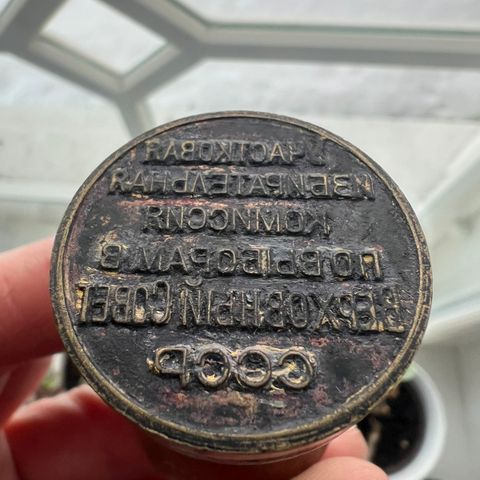 УЧАСТКОВАЯ
ИЗБИРАТЕЛЬНАЯ
КОМИССИЯ
ПО ВЫБОРАМ В
ВЕРХОВНЫЙ СОВЕТ
СССР